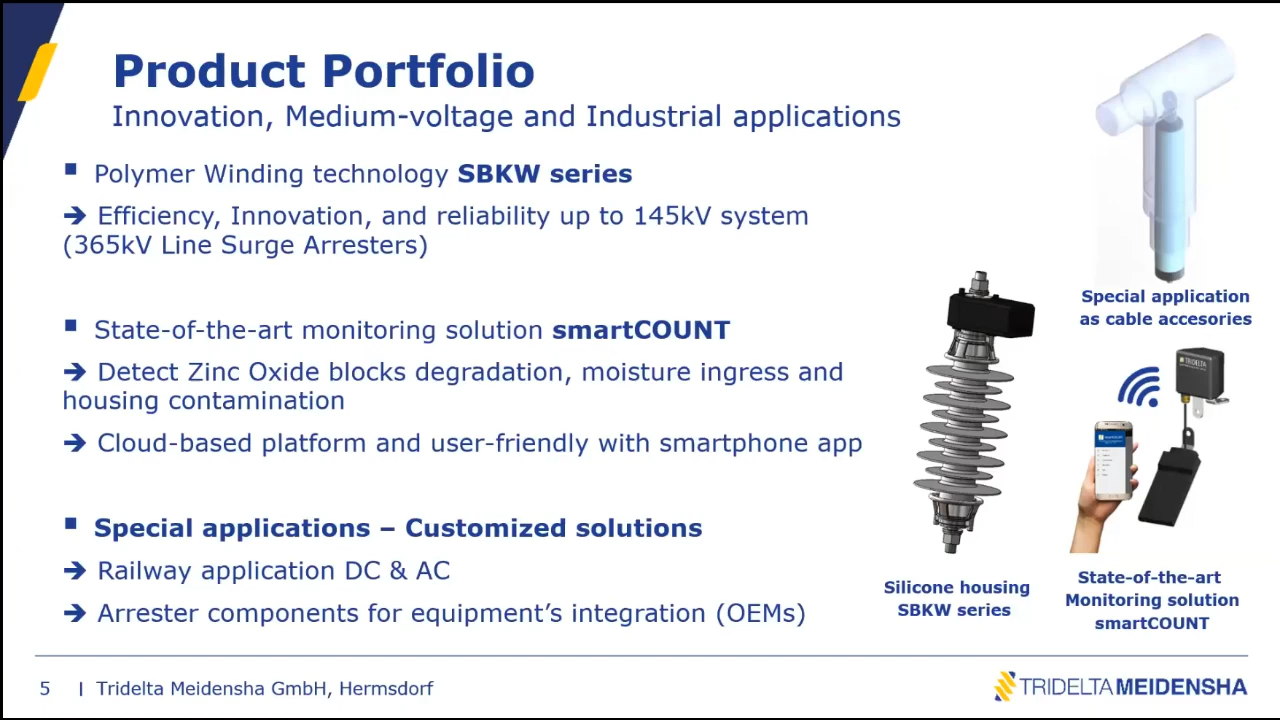 Product Portfolio
Innovation, Medium-voltage and Industrial applications
▪ Polymer Winding technology SBKW series
➔ Efficiency, Innovation, and reliability up to 145kV system
(365kV Line Surge Arresters)
▪ State-of-the-art monitoring solution smartCOUNT
➔ Detect Zinc Oxide blocks degradation, moisture ingress and
housing contamination
➔ Cloud-based platform and user-friendly with smartphone app
▪ Special applications – Customized solutions
➔ Railway application DC & AC
➔ Arrester components for equipment’s integration (OEMs)
Special application
as cable accesories
TRIDELTA
Silicone housing
SBKW series
State-of-the-art
Monitoring solution
smartCOUNT
5 | Tridelta Meidensha GmbH, Hermsdorf
TRIDELTA MEIDENSHA